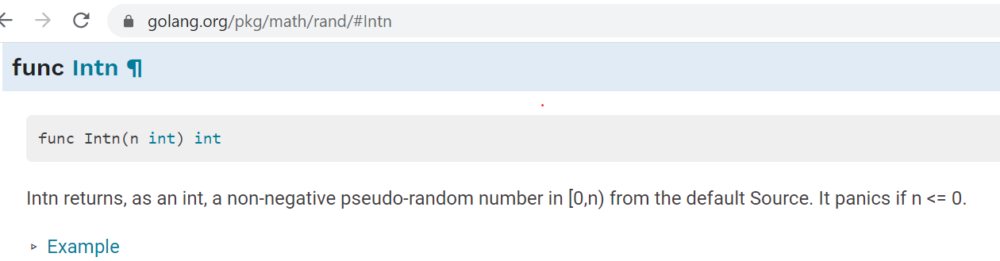 golang.org/pkg/math/rand/#Intn
func Intn ¶
func Intn(n int) int
Intn returns, as an int, a non-negative pseudo-random number in [0,n) from the default Source. It panics if n <= 0.
Example